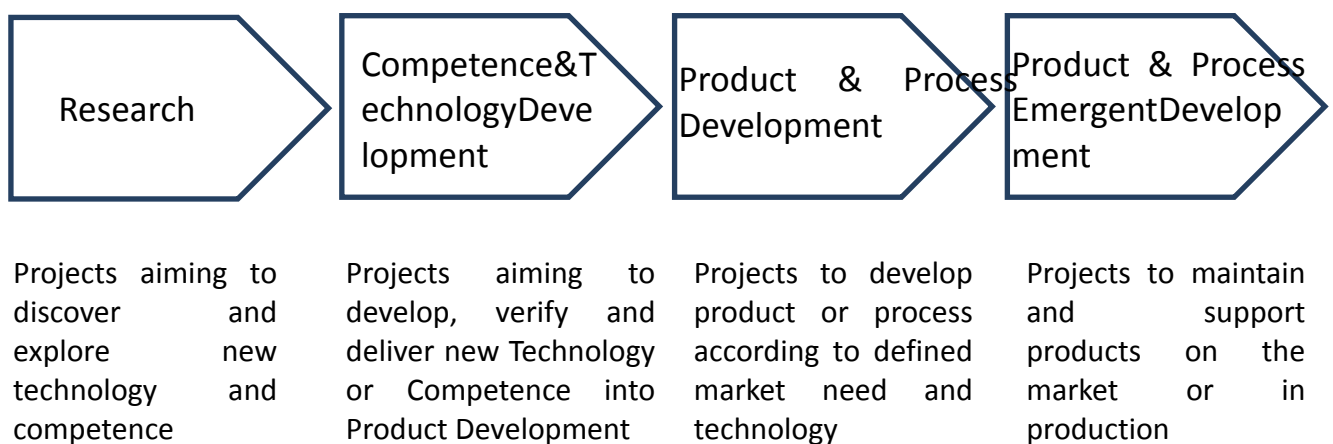 Research
Competence&T
echnologyDeve
lopment
Product & Process
Development
Product & Process
EmergentDevelop
ment
Projects aiming to
discover and
explore new
technology and
competence
Projects aiming to
develop, verify and
deliver new Technology
or Competence into
Product Development
Projects to develop
product or process
according to defined
market need and
technology
Projects to maintain
and support
products on the
market or in
production